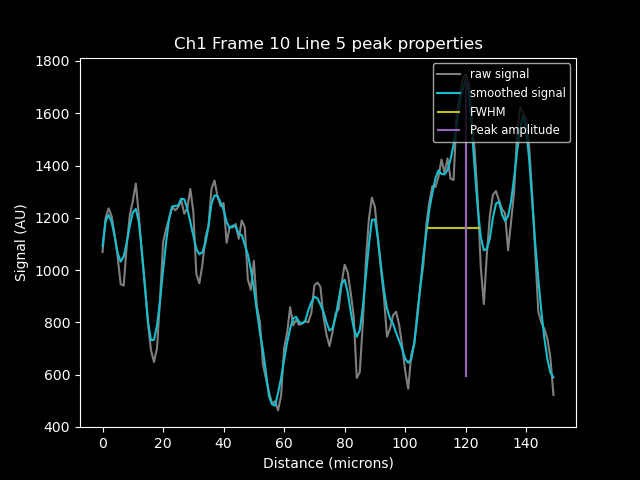 Ch1 Frame 10 Line 5 peak properties
raw signal
smoothed signal
FWHM
Peak amplitude
Signal (AU)
1800
1600
1400
1200
1000
800
600
400
0 20 40 60 80 100 120 140
Distance (microns)